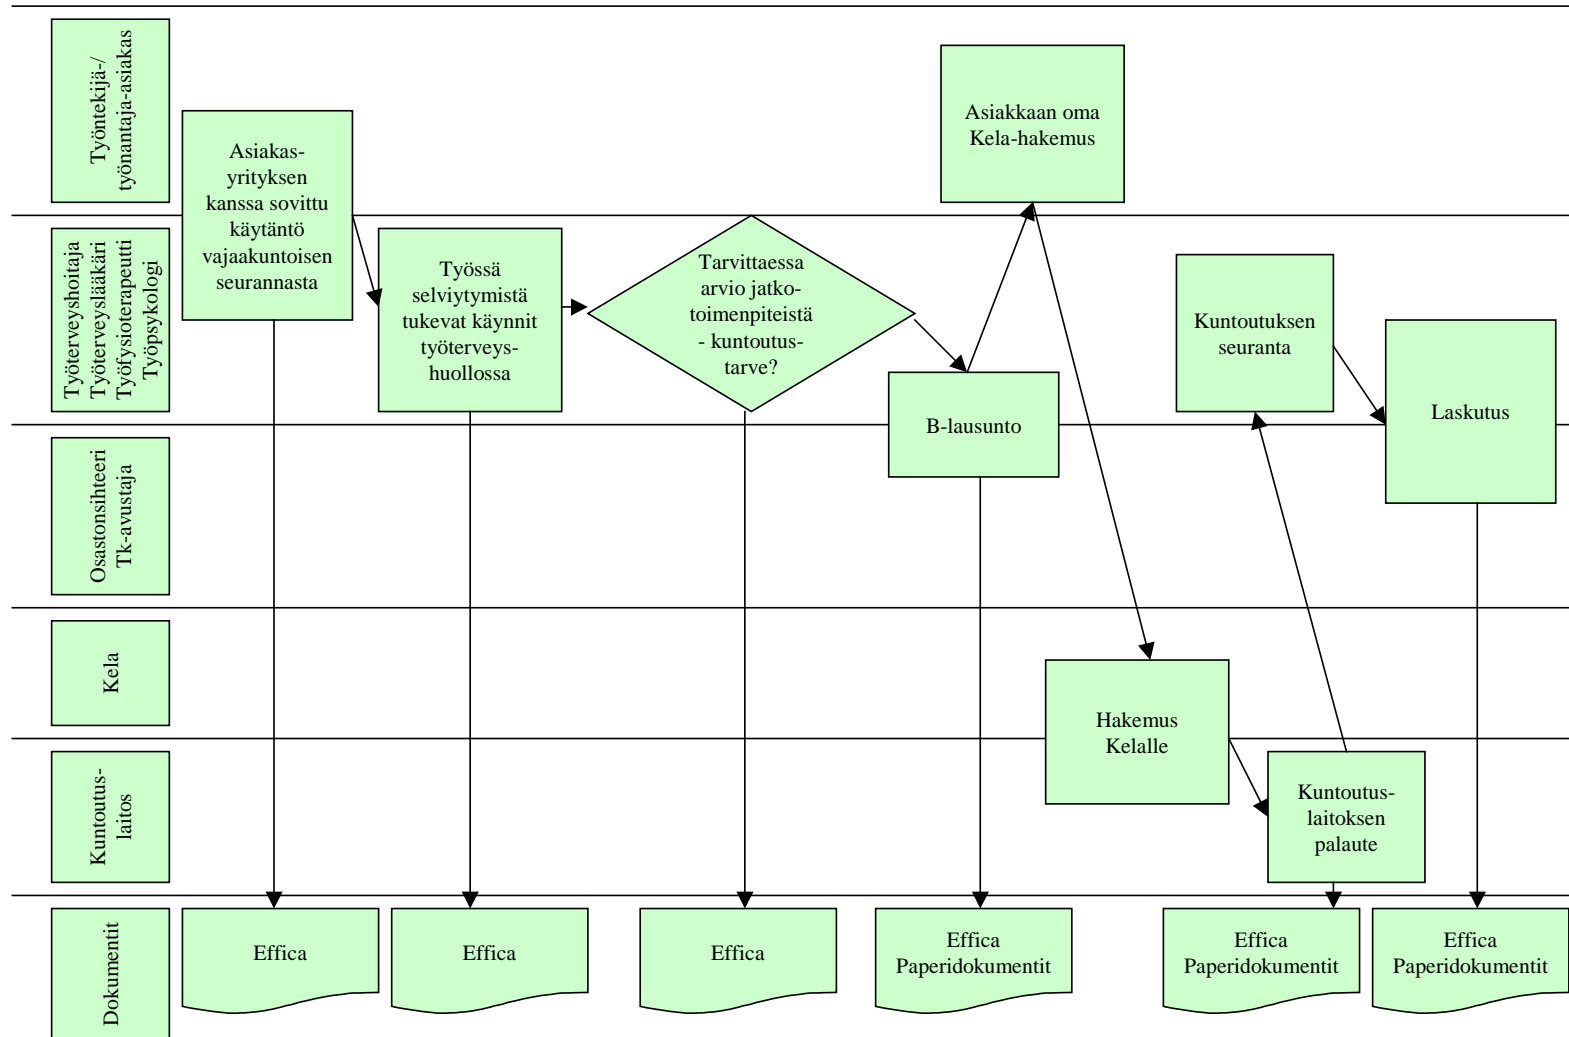 Työntekijä-/
työnantaja-asiakas
Asiakas-
yrityksen
kanssa sovittu
käytäntö
vajaakuntoisen
seurannasta
Asiakkaan oma
Kela-hakemus
Työterveyshoitaja
Työterveyslääkäri
Työfysioterapeutti
Työpsykologi
Työssä
selviytymistä
tukevat käynnit
työterveys-
huollossa
Tarvittaessa
arvio jatko-
toimenpiteistä
- kuntoutus-
tarve?
B-lausunto
Kuntoutuksen
seuranta
Laskutus
Osastonsihteeri
Tk-avustaja
Kela
Hakemus
Kelalle
Kuntoutus-
laitos
Kuntoutus-
laitoksen
palaute
Dokumentit
Effica
Effica
Effica
Effica
Paperidokumentit
Effica
Paperidokumentit
Effica
Paperidokumentit